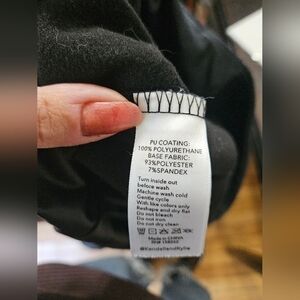 PU COATING:
100% POLYURETHANE
BASE FABRIC:
93%POLYESTER
7%SPANDEX
Turn inside out
before wash
Machine wash cold
Gentle cycle
With like colors only
Reshape and dry flat
Do not bleach
Do not iron
Do not dry clean
Made in CHINA
@KendallandKylie